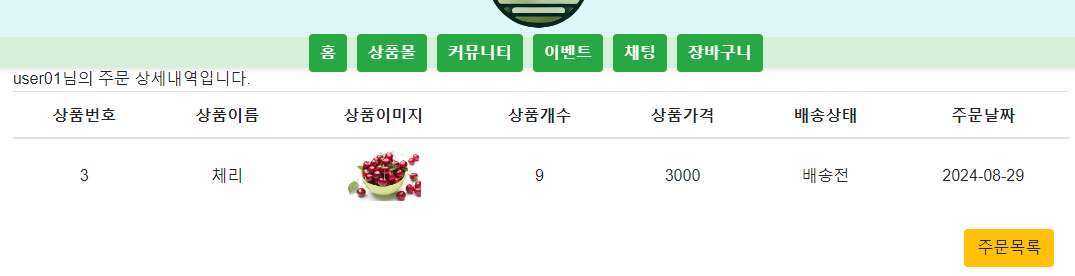 홈 상품몰 커뮤니티 이벤트 채팅 장바구니
user01님의 주문 상세내역입니다.
상품번호 상품이름 상품이미지 상품개수 상품가격 배송상태 주문날짜
3 체리 9 3000 배송전 2024-08-29
주문목록